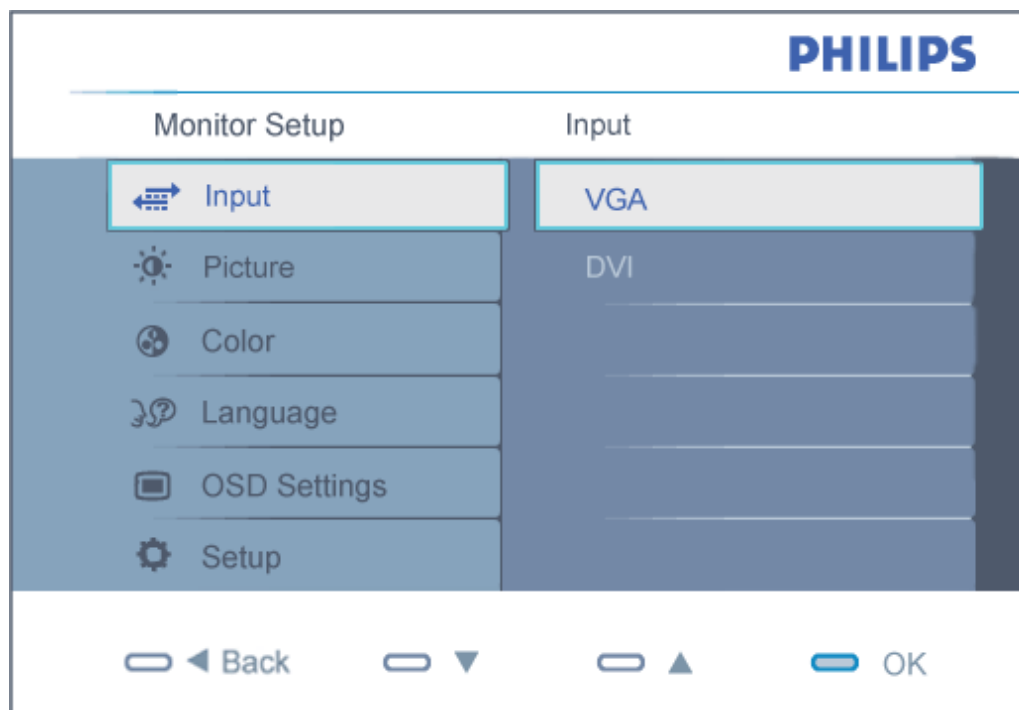 PHILIPS
Monitor Setup Input
Input VGA
Picture DVI
Color
Language
OSD Settings
Setup
Back OK